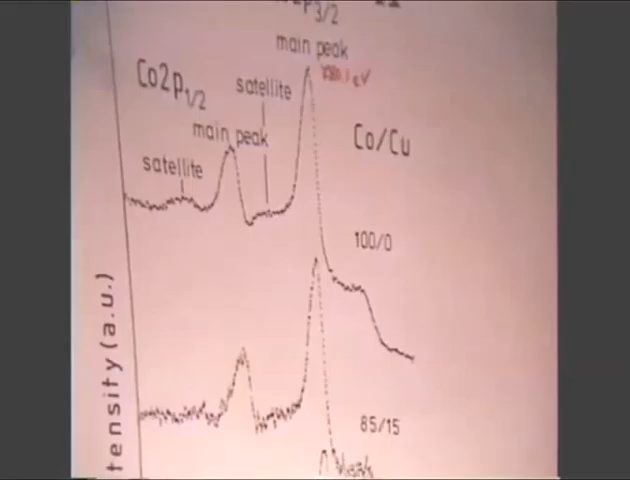 main peak
Co2p1/2
satellite
main peak
Co/Cu
satellite
100/0
tensity (a.u.)
85/15